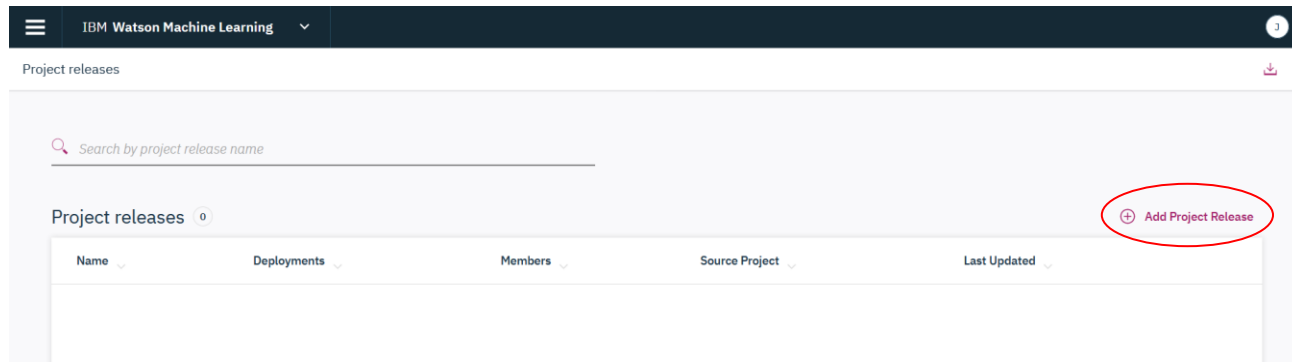 IBM Watson Machine Learning
J
Project releases
Search by project release name
Project releases 0
Add Project Release
Name Deployments Members Source Project Last Updated